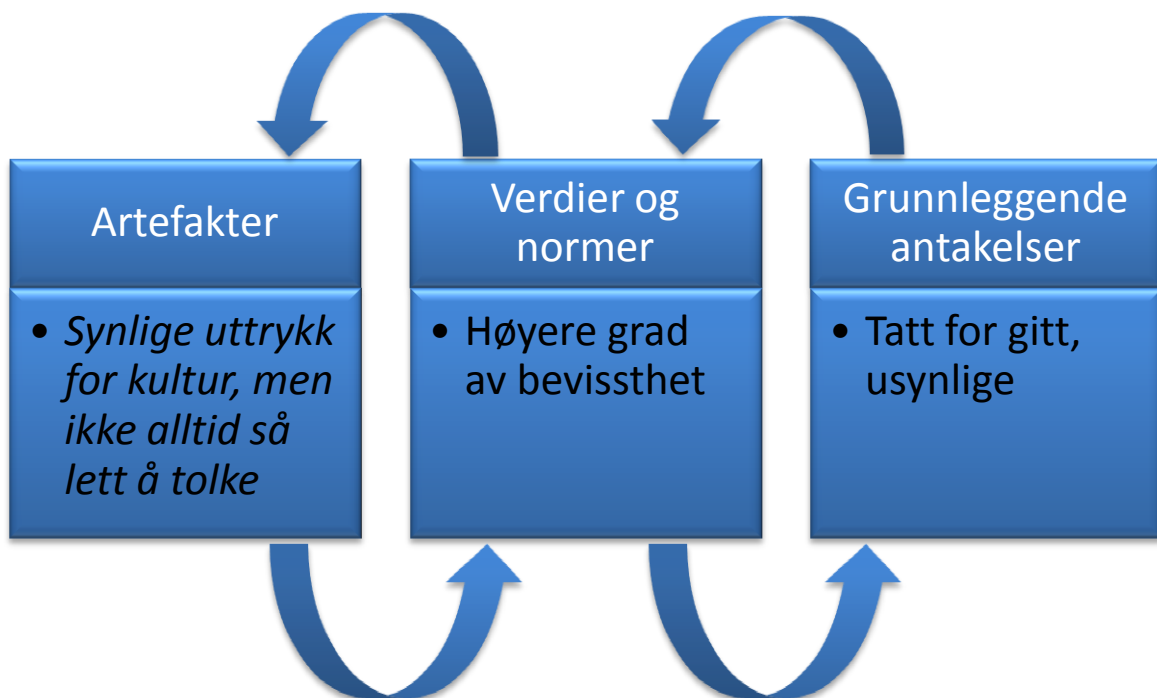 Artefakter
• Synlige uttrykk
for kultur, men
ikke alltid så
lett å tolke
Verdier og
normer
• Høyere grad
av bevissthet
Grunnleggende
antakelser
• Tatt for gitt,
usynlige